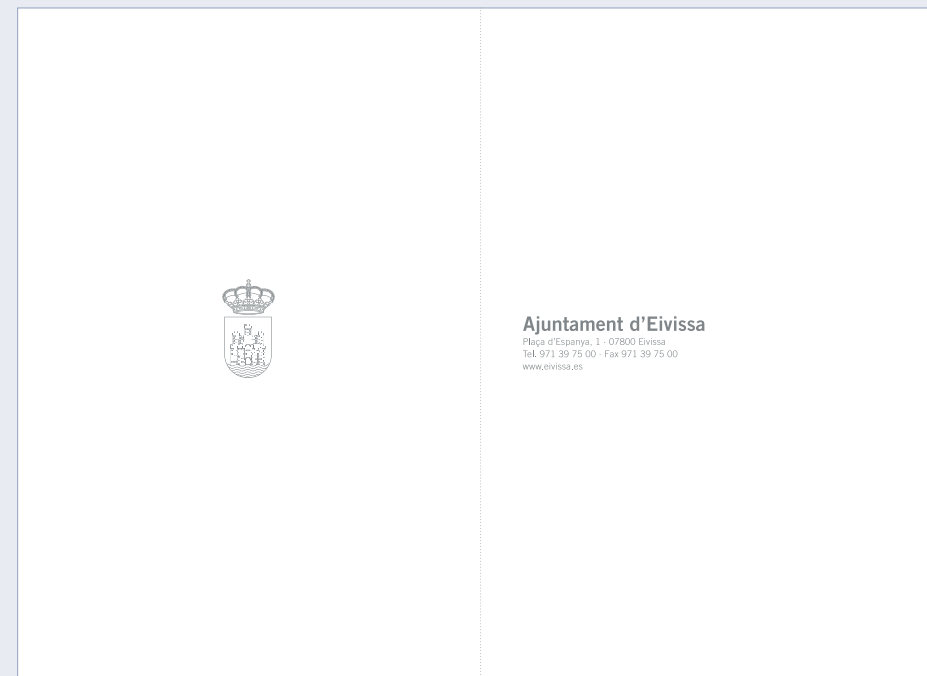 Ajuntament d’Eivissa
Plaça d’Espanya, 1 · 07800 Eivissa
Tel. 971 39 75 00 · Fax 971 39 75 00
www.eivissa.es